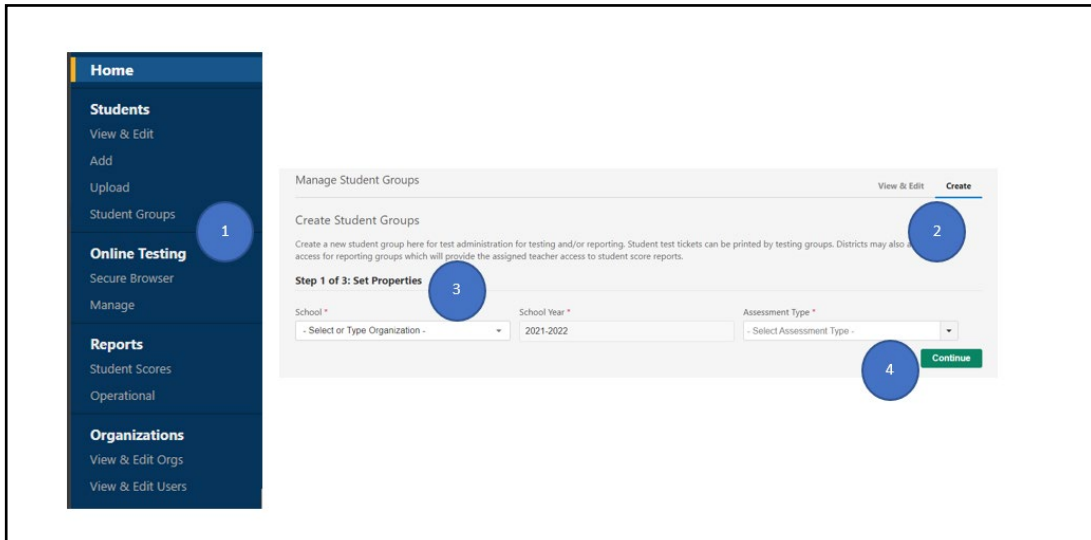 Home
Students
View & Edit
Add
Upload
Student Groups
1
Online Testing
Secure Browser
Manage
Reports
Student Scores
Operational
Organizations
View & Edit Orgs
View & Edit Users
Manage Student Groups
View & Edit Create
2
Create Student Groups
Create a new student group here for test administration for testing and/or reporting. Student test tickets can be printed by testing groups. Districts may also
access for reporting groups which will provide the assigned teacher access to student score reports.
Step 1 of 3: Set Properties
3
School * School Year * Assessment Type *
- Select or Type Organization - 2021-2022 - Select Assessment Type -
4
Continue